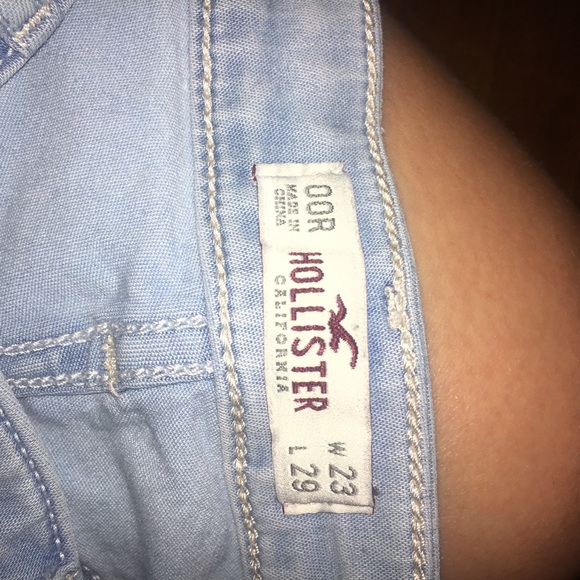 00R
MADE IN
CHINA
HOLLISTER
CALIFORNIA
W 23
L 29